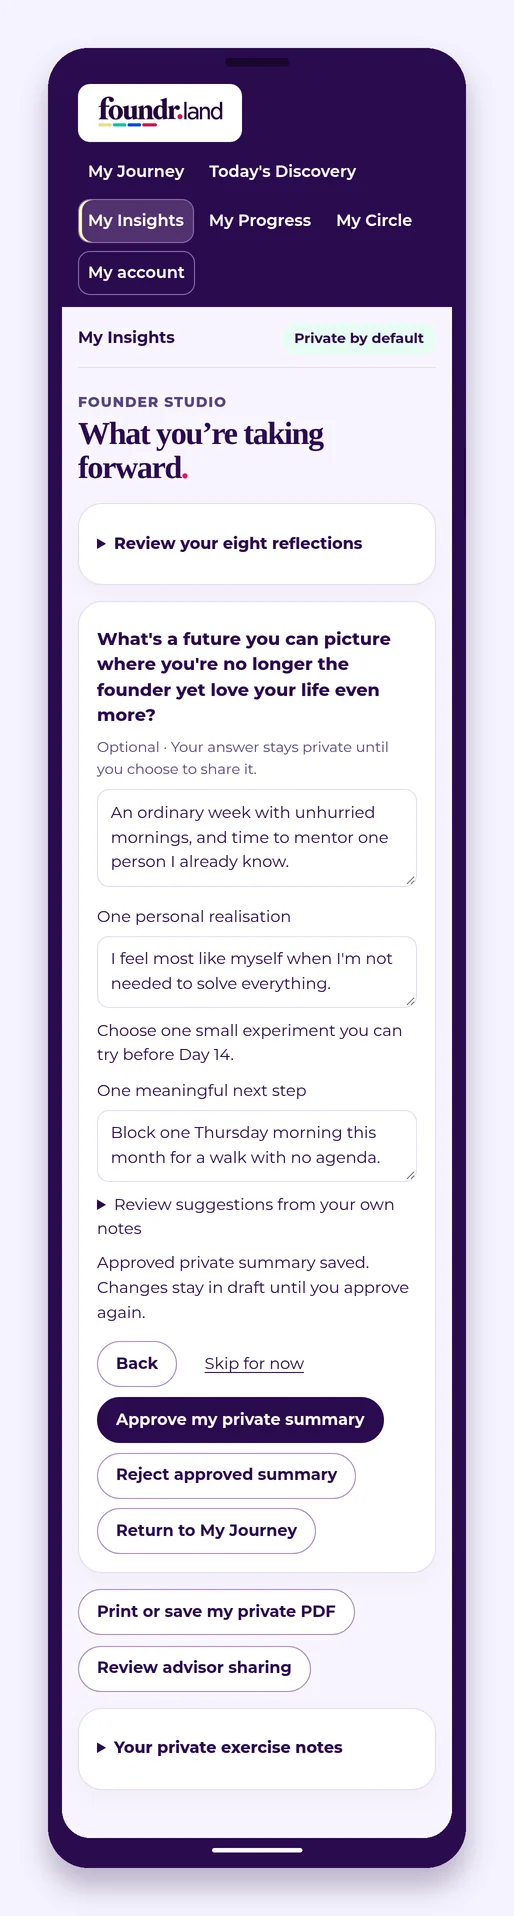 foundr.land
My Journey Today's Discovery
My Insights My Progress My Circle
My account
My Insights Private by default
FOUNDER STUDIO
What you’re taking
forward.
Review your eight reflections
What's a future you can picture
where you're no longer the
founder yet love your life even
more?
Optional · Your answer stays private until
you choose to share it.
An ordinary week with unhurried
mornings, and time to mentor one
person I already know.
One personal realisation
I feel most like myself when I'm not
needed to solve everything.
Choose one small experiment you can
try before Day 14.
One meaningful next step
Block one Thursday morning this
month for a walk with no agenda.
Review suggestions from your own
notes
Approved private summary saved.
Changes stay in draft until you approve
again.
Back Skip for now
Approve my private summary
Reject approved summary
Return to My Journey
Print or save my private PDF
Review advisor sharing
Your private exercise notes